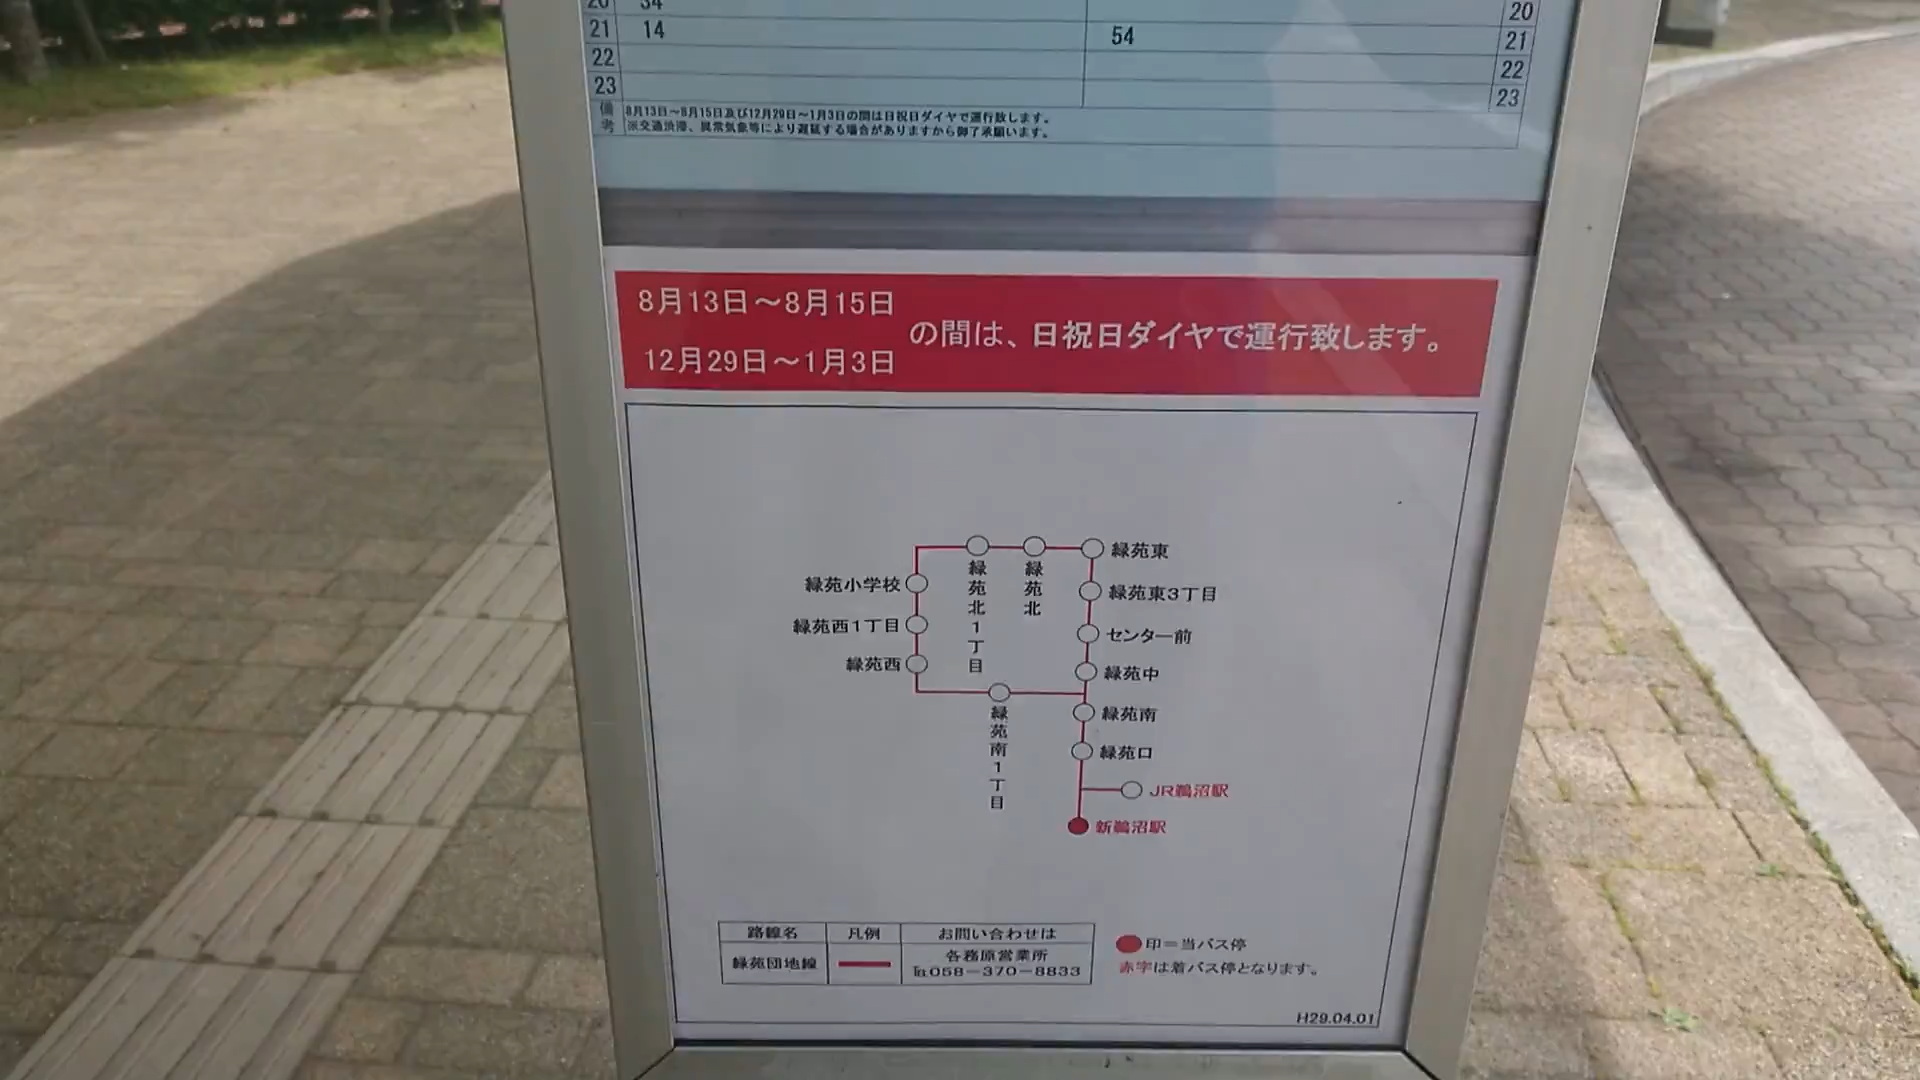 20 34 20
21 14 54 21
22 22
23 23
備考 8月13日～8月15日及び12月29日～1月3日の間は日祝日ダイヤで運行致します。
※交通渋滞、異常気象等により遅延する場合がありますから御了承願います。
8月13日～8月15日
12月29日～1月3日
の間は、日祝日ダイヤで運行致します。
緑苑北1丁目
緑苑北
緑苑東
緑苑小学校
緑苑東3丁目
緑苑西1丁目
センター前
緑苑西
緑苑中
緑苑南1丁目
緑苑南
緑苑口
JR鵜沼駅
新鵜沼駅
路線名 凡例 お問い合わせは
緑苑団地線 各務原営業所
℡058-370-8833
印＝当バス停
赤字は着バス停となります。
H29.04.01